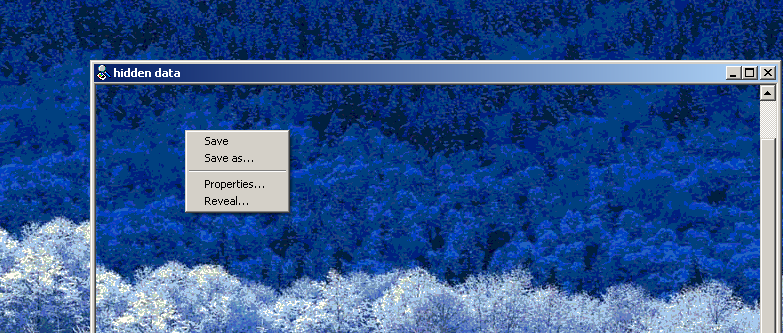 hidden data
Save
Save as...
Properties...
Reveal...